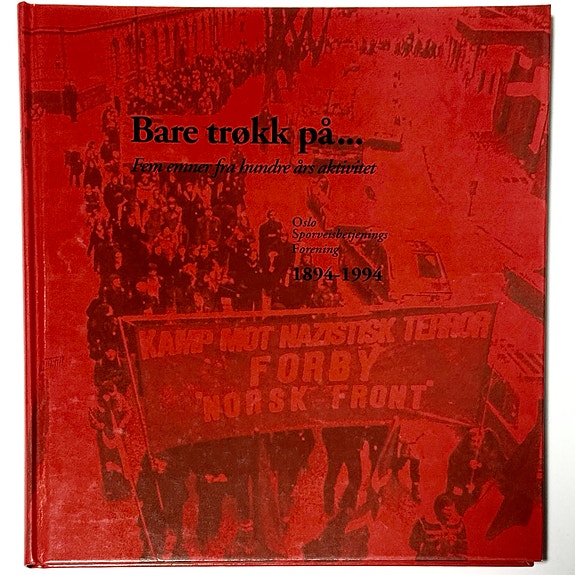 Bare trøkk på...
Fem emner fra hundre års aktivitet
Oslo
Sporveisbetjenings
Forening
1894-1994
KAMP MOT NAZISTISK TERROR
FORBY
"NORSK FRONT"